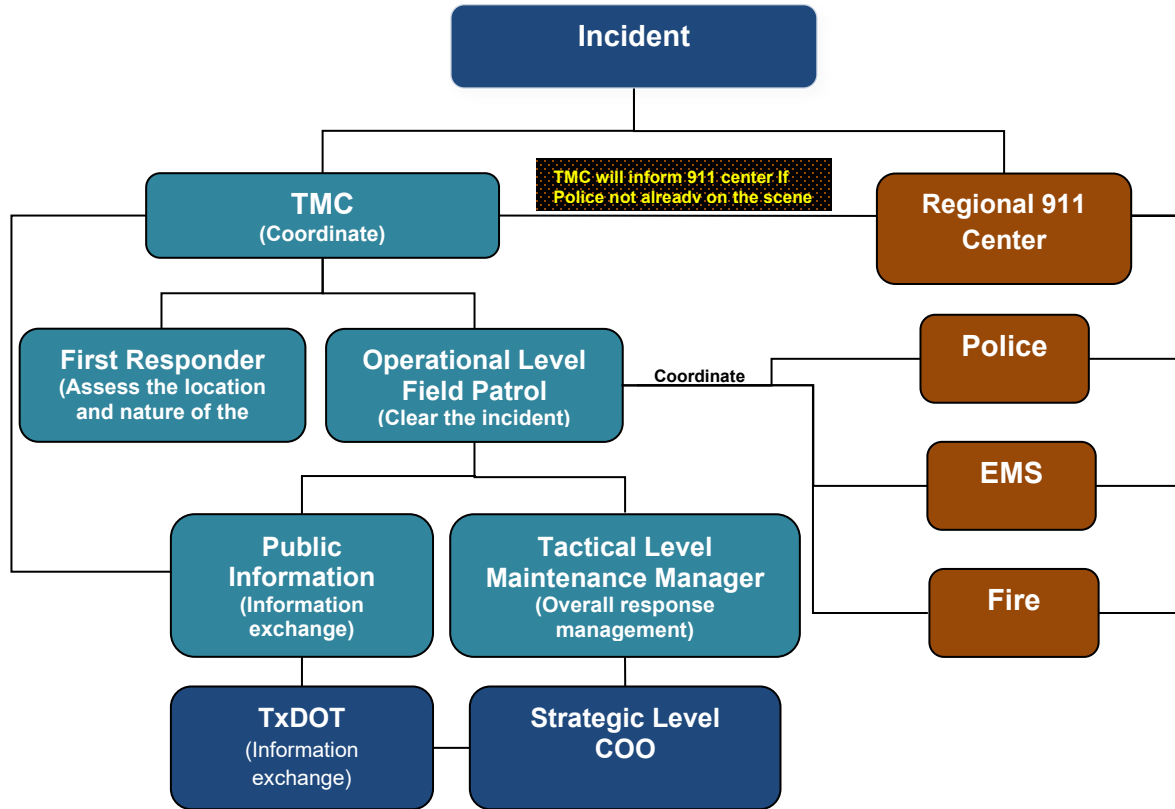 Incident
TMC will inform 911 center If
Police not already on the scene
TMC
(Coordinate)
Regional 911
Center
First Responder
(Assess the location
and nature of the
Operational Level
Field Patrol
(Clear the incident)
Coordinate
Police
EMS
Fire
Public
Information
(Information
exchange)
Tactical Level
Maintenance Manager
(Overall response
management)
TxDOT
(Information
exchange)
Strategic Level
COO